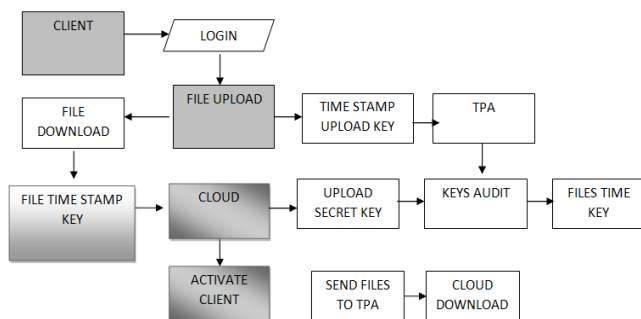 CLIENT
LOGIN
FILE UPLOAD
FILE
DOWNLOAD
TIME STAMP
UPLOAD KEY
TPA
FILE TIME STAMP
KEY
CLOUD
UPLOAD
SECRET KEY
KEYS AUDIT
FILES TIME
KEY
ACTIVATE
CLIENT
SEND FILES
TO TPA
CLOUD
DOWNLOAD